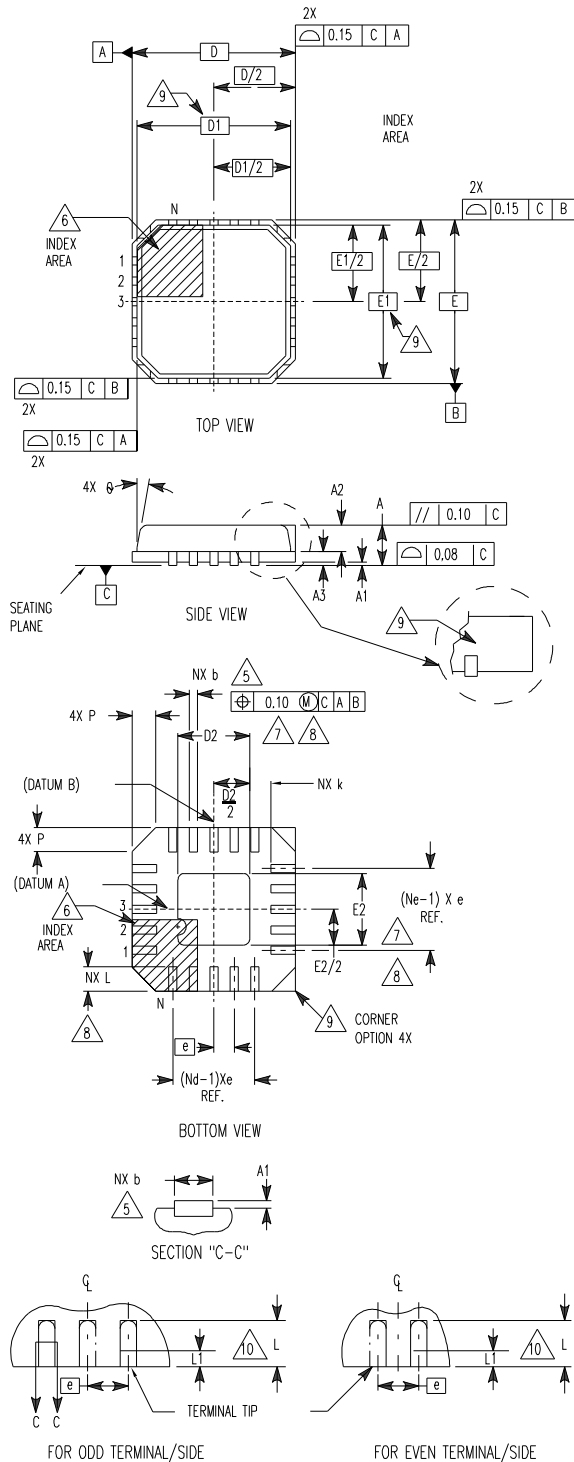 2X
0.15 C A
A
D
D/2
9
D1
INDEX
AREA
D1/2
2X
0.15 C B
N
6
INDEX
AREA
1
2
3
E1/2
E/2
E1
E
9
0.15 C B
2X
B
0.15 C A
2X
TOP VIEW
4X θ
A2
A
// 0.10 C
0.08 C
C
A3
A1
SEATING
PLANE
SIDE VIEW
9
NX b
5
0.10 M C A B
4X P
D2
7
8
(DATUM B)
D2
2
NX k
4X P
(DATUM A)
3
6
INDEX
AREA
2
1
E2
(Ne-1) X e
REF.
7
E2/2
8
NX L
8
N
9
CORNER
OPTION 4X
e
(Nd-1)Xe
REF.
BOTTOM VIEW
NX b
A1
5
SECTION "C-C"
CL
CL
L1
10
L
L1
10
L
e
e
C C
TERMINAL TIP
FOR ODD TERMINAL/SIDE
FOR EVEN TERMINAL/SIDE